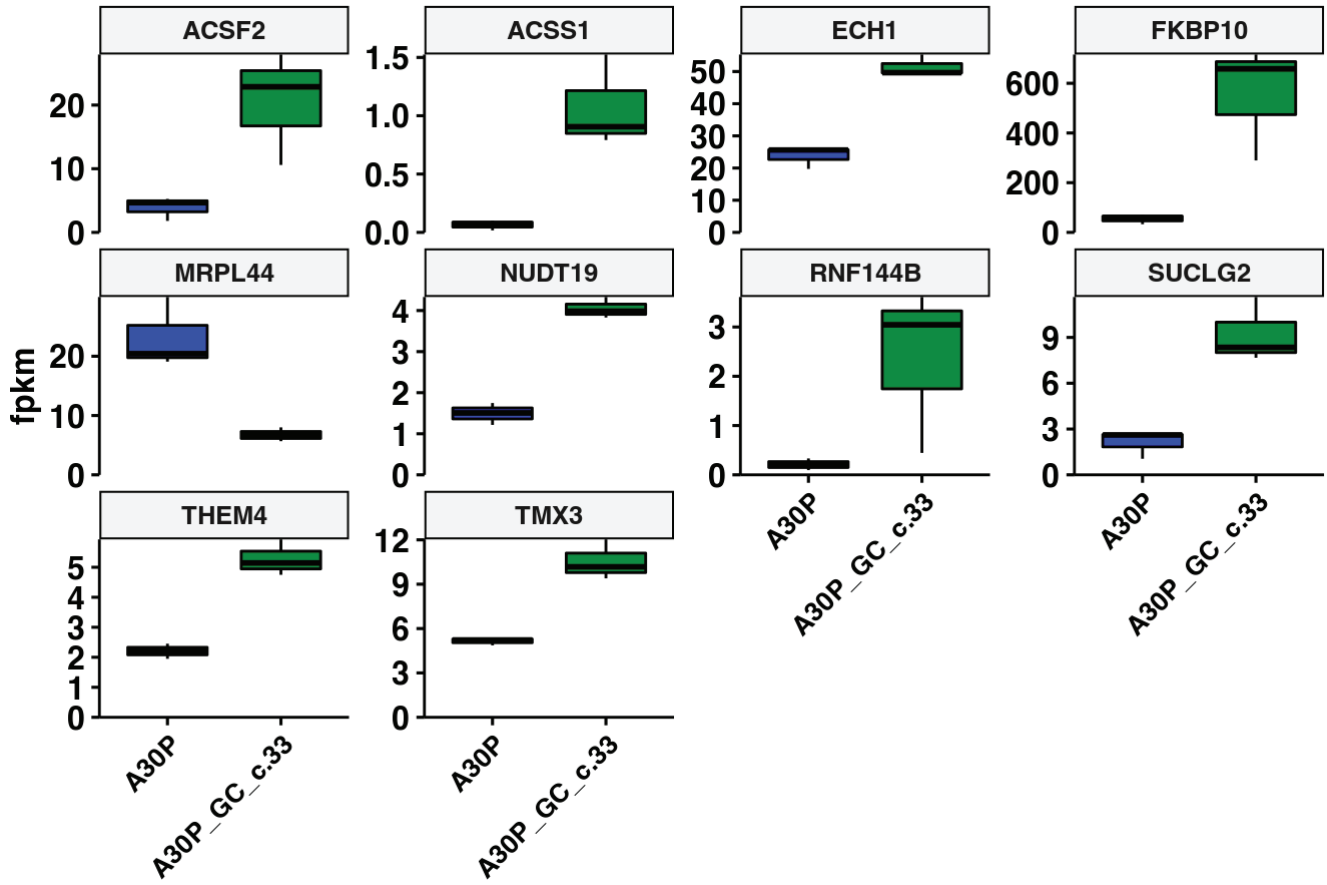 ACSF2
ACSS1
ECH1
FKBP10
20
10
0
1.5
1.0
0.5
0.0
50
40
30
20
10
0
600
400
200
0
fpkm
MRPL44
NUDT19
RNF144B
SUCLG2
20
10
0
4
3
2
1
0
3
2
1
0
9
6
3
0
A30P
A30P_GC_c.33
A30P
A30P_GC_c.33
THEM4
TMX3
5
4
3
2
1
0
12
9
6
3
0
A30P
A30P_GC_c.33
A30P
A30P_GC_c.33